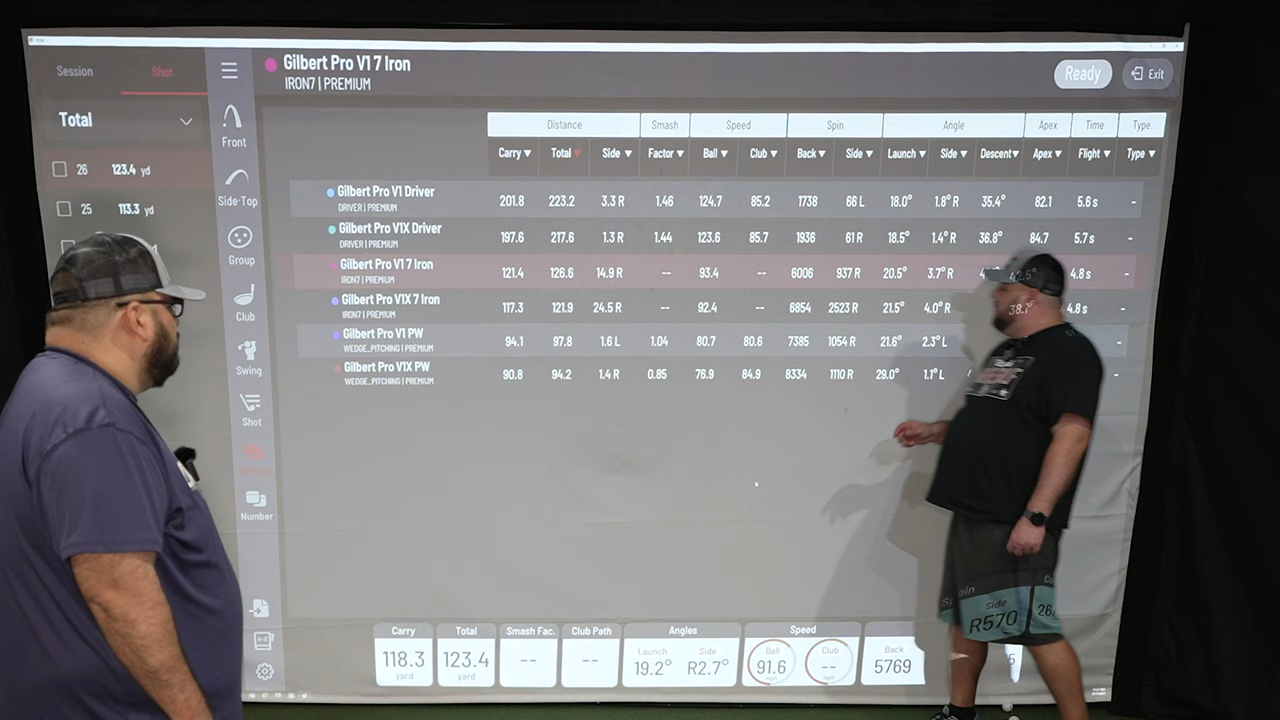 Session Shot
Total
26 123.4 yd
25 113.3 yd
Front
Side·Top
Group
Club
Swing
Shot
Number
Gilbert Pro V1 7 Iron
IRON7 | PREMIUM
Ready Exit
Distance Smash Speed Spin Angle Apex Time Type
Carry Total Side Factor Ball Club Back Side Launch Side Descent Apex Flight Type
Gilbert Pro V1 Driver
DRIVER | PREMIUM
201.8 223.2 3.3 R 1.46 124.7 85.2 1738 66 L 18.0° 1.8° R 35.4° 82.1 5.6 s -
Gilbert Pro V1X Driver
DRIVER | PREMIUM
197.6 217.6 1.3 R 1.44 123.6 85.7 1936 61 R 18.5° 1.4° R 36.8° 84.7 5.7 s -
Gilbert Pro V1 7 Iron
IRON7 | PREMIUM
121.4 126.6 14.9 R -- 93.4 -- 6006 937 R 20.5° 3.7° R 42.5° 4.8 s -
Gilbert Pro V1X 7 Iron
IRON7 | PREMIUM
117.3 121.9 24.5 R -- 92.4 -- 6854 2523 R 21.5° 4.0° R 38.1° 4.8 s -
Gilbert Pro V1 PW
WEDGE_PITCHING | PREMIUM
94.1 97.8 1.6 L 1.04 80.7 80.6 7385 1054 R 21.6° 2.3° L -
Gilbert Pro V1X PW
WEDGE_PITCHING | PREMIUM
90.8 94.2 1.4 R 0.85 76.9 84.9 8334 1110 R 29.0° 1.1° L -
Carry Total Smash Fac. Club Path Angles Speed
118.3 yard
123.4 yard
--
--
Launch 19.2°
Side R2.7°
Ball 91.6 mph
Club -- mph
Back 5769
Side R570